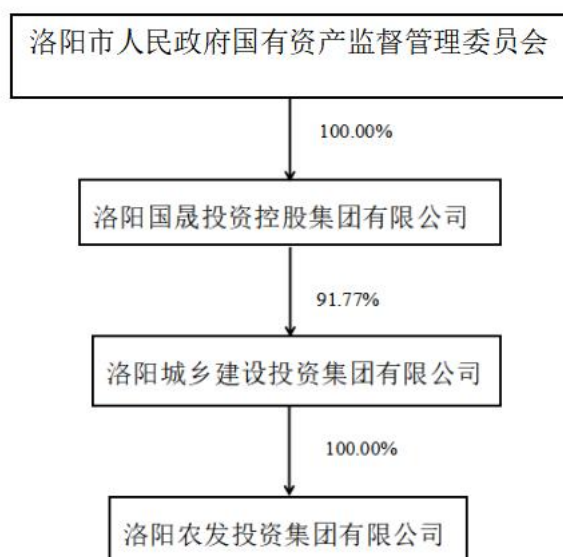 洛阳市人民政府国有资产监督管理委员会
100.00%
洛阳国晟投资控股集团有限公司
91.77%
洛阳城乡建设投资集团有限公司
100.00%
洛阳农发投资集团有限公司